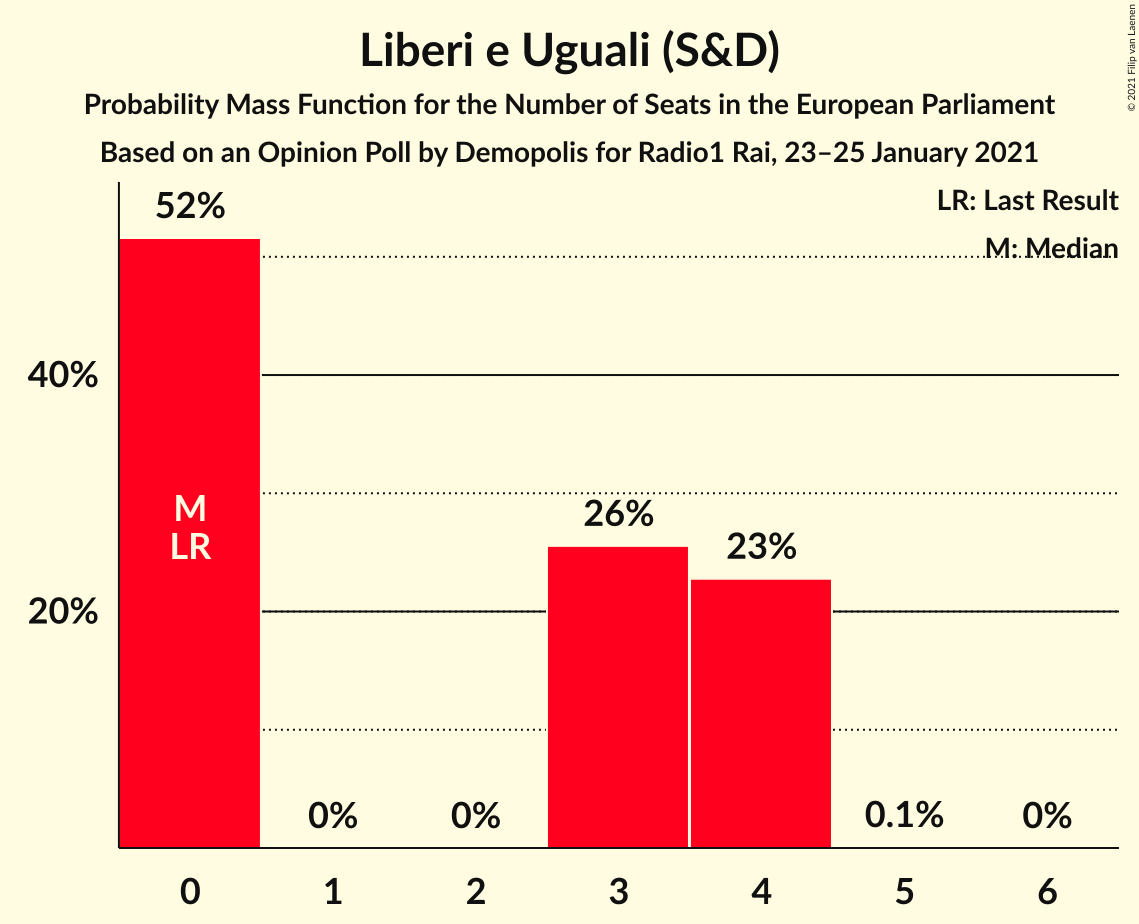 Liberi e Uguali (S&D)
Probability Mass Function for the Number of Seats in the European Parliament
Based on an Opinion Poll by Demopolis for Radio1 Rai, 23–25 January 2021
© 2021 Filip van Laenen
LR: Last Result
M: Median
52%
40%
M
LR
26%
23%
20%
0%
0%
0.1%
0%
0
1
2
3
4
5
6